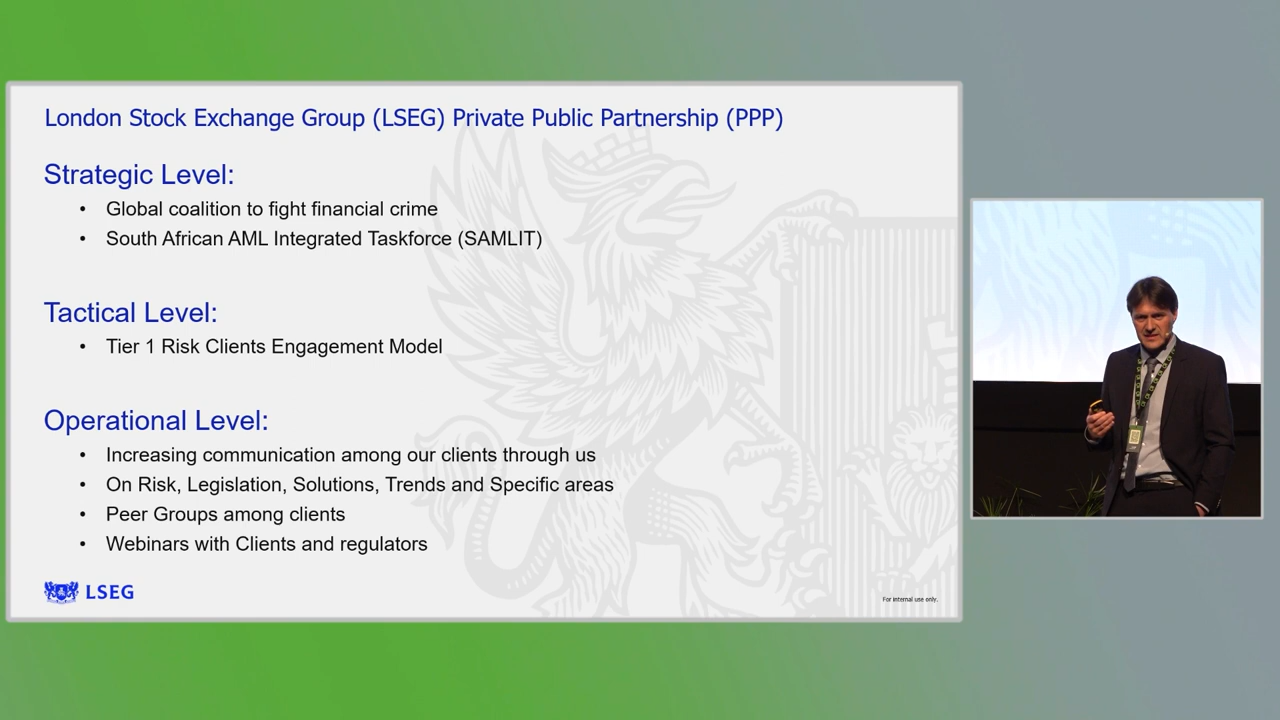 London Stock Exchange Group (LSEG) Private Public Partnership (PPP)
Strategic Level:
• Global coalition to fight financial crime
• South African AML Integrated Taskforce (SAMLIT)
Tactical Level:
• Tier 1 Risk Clients Engagement Model
Operational Level:
• Increasing communication among our clients through us
• On Risk, Legislation, Solutions, Trends and Specific areas
• Peer Groups among clients
• Webinars with Clients and regulators
LSEG
For internal use only.